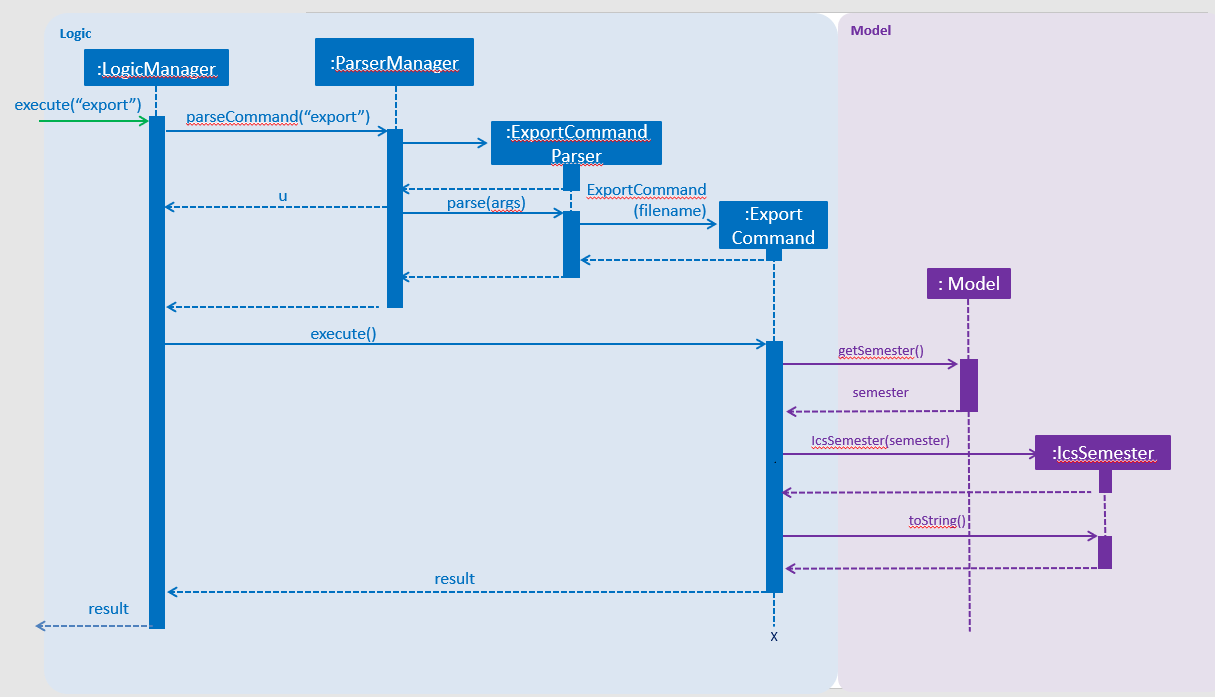 Logic
Model
:LogicManager
:ParserManager
execute(“export”)
parseCommand(“export”)
:ExportCommand
Parser
u
parse(args)
ExportCommand
(filename)
:Export
Command
: Model
execute()
getSemester()
semester
IcsSemester(semester)
:IcsSemester
toString()
result
result
X